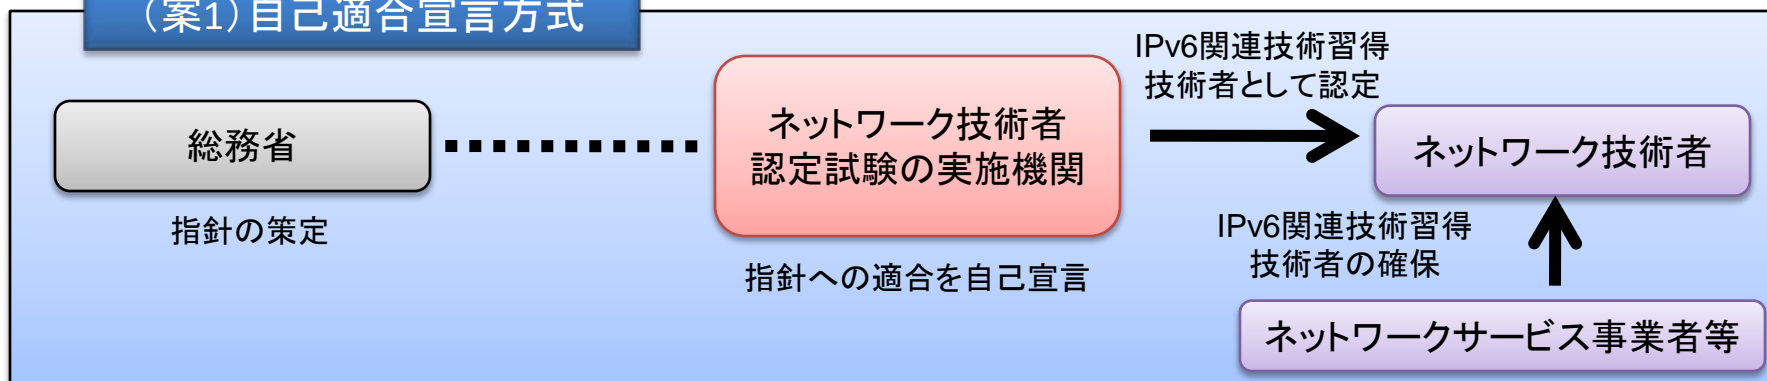 (案1)自己適合宣言方式
総務省
指針の策定
ネットワーク技術者
認定試験の実施機関
指針への適合を自己宣言
IPv6関連技術習得
技術者として認定
ネットワーク技術者
IPv6関連技術習得
技術者の確保
ネットワークサービス事業者等